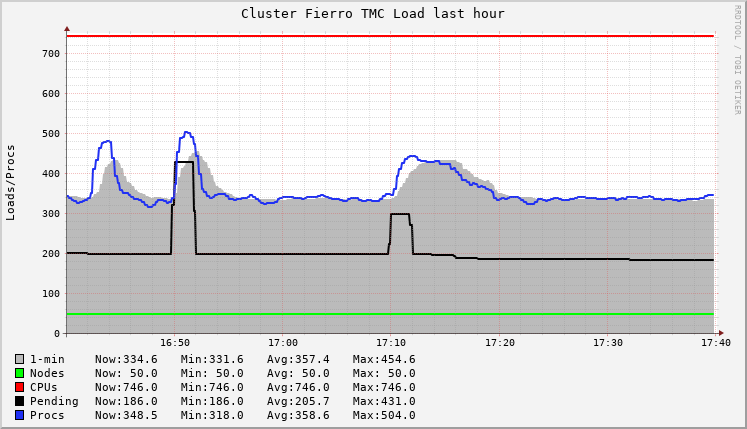 Cluster Fierro TMC Load last hour
RRDTOOL / TOBI OETIKER
Loads/Procs
700
600
500
400
300
200
100
0
16:50 17:00 17:10 17:20 17:30 17:40
1-min Now:334.6 Min:331.6 Avg:357.4 Max:454.6
Nodes Now: 50.0 Min: 50.0 Avg: 50.0 Max: 50.0
CPUs Now:746.0 Min:746.0 Avg:746.0 Max:746.0
Pending Now:186.0 Min:186.0 Avg:205.7 Max:431.0
Procs Now:348.5 Min:318.0 Avg:358.6 Max:504.0